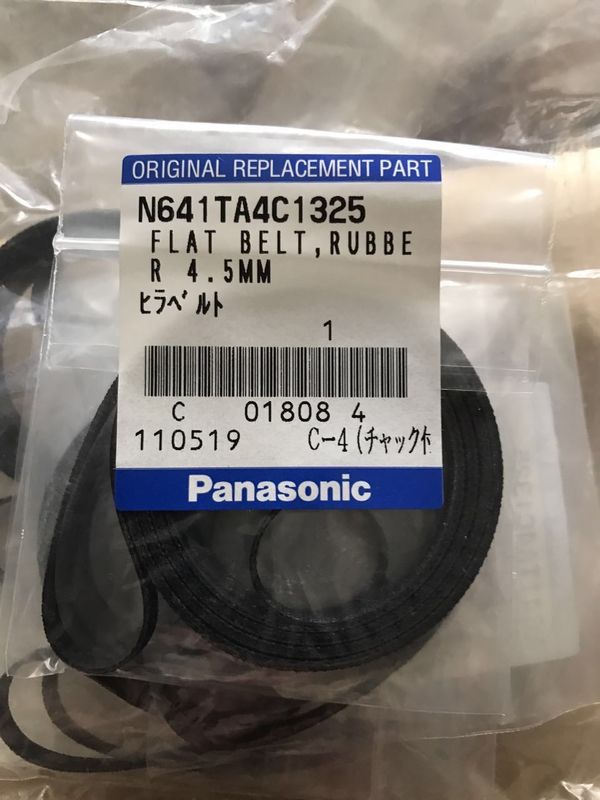 ORIGINAL REPLACEMENT PART
N641TA4C1325
FLAT BELT,RUBBE
R 4.5MM
ヒラベルト
1
C 01808 4
110519 C-4(チャック付
Panasonic